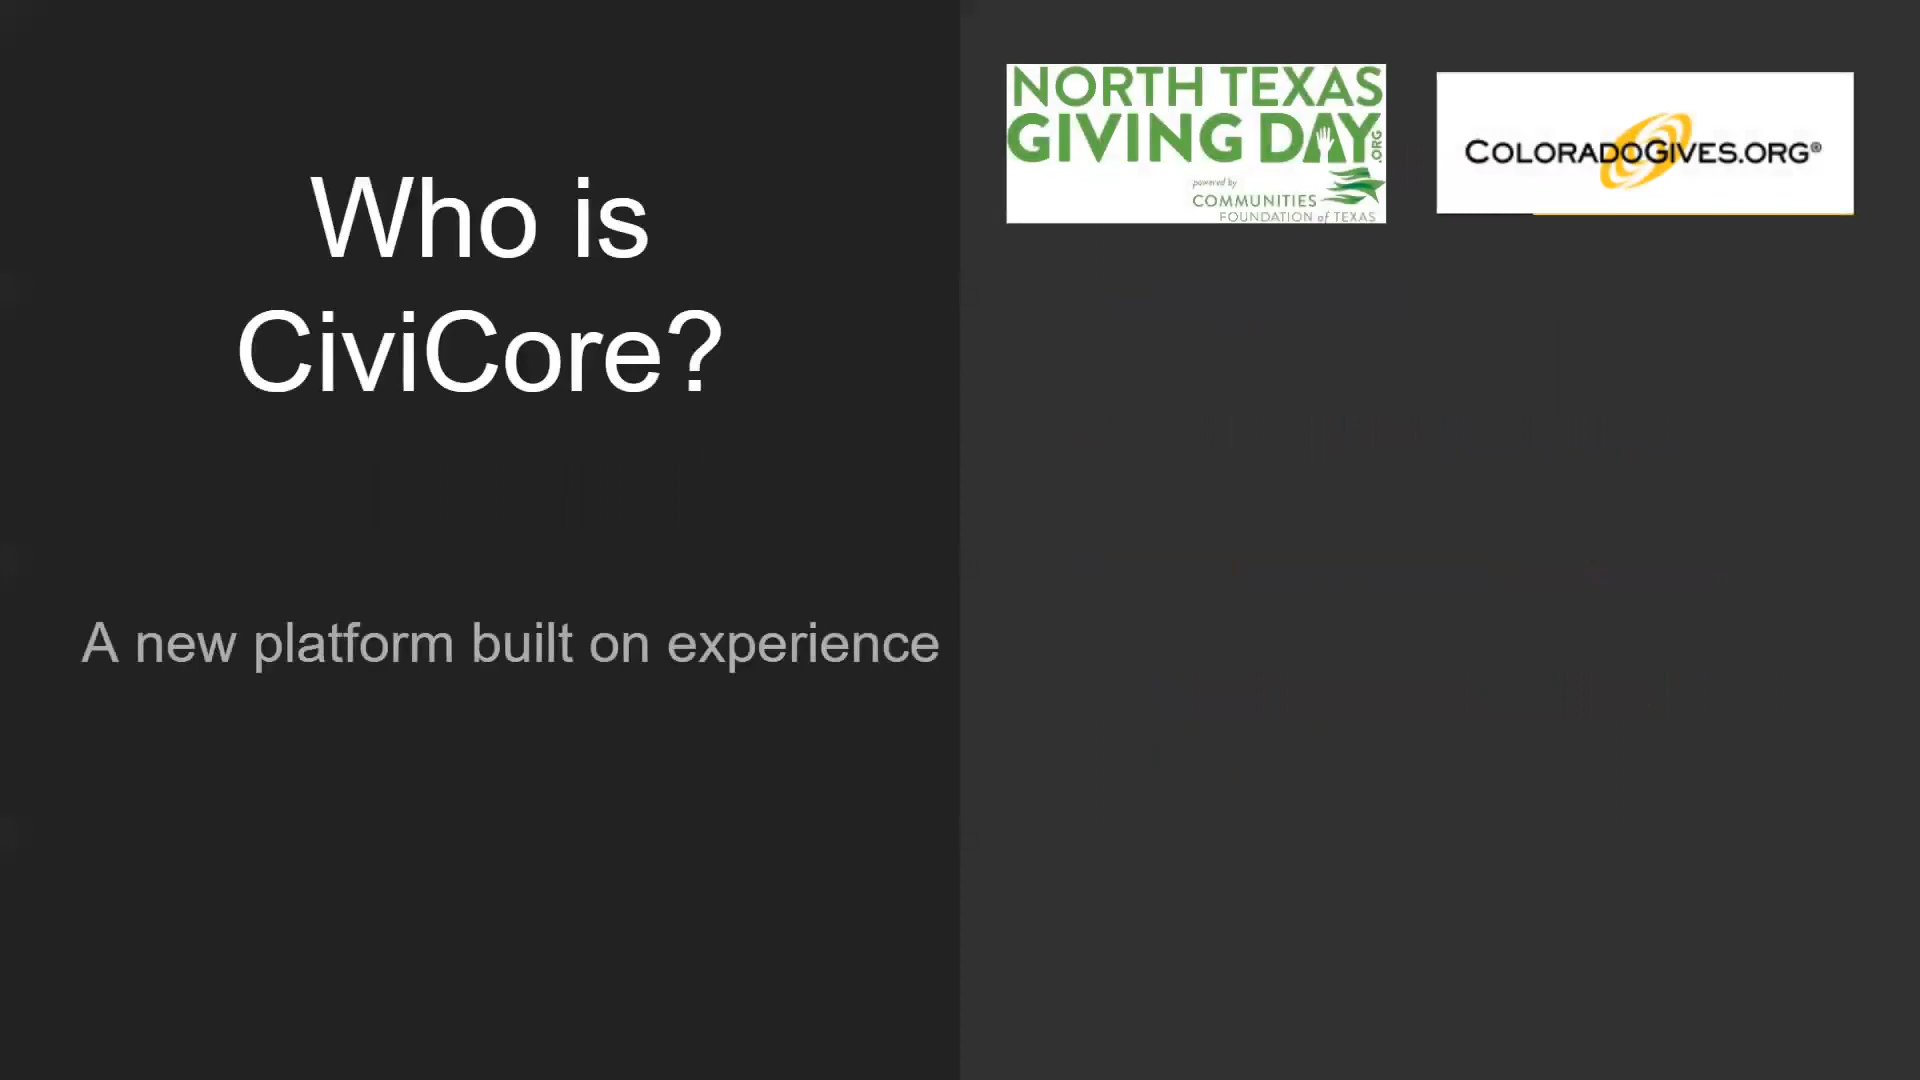 Who is
CiviCore?
A new platform built on experience
NORTH TEXAS
GIVING DAY.ORG
powered by
COMMUNITIES
FOUNDATION of TEXAS
COLORADOGIVES.ORG®